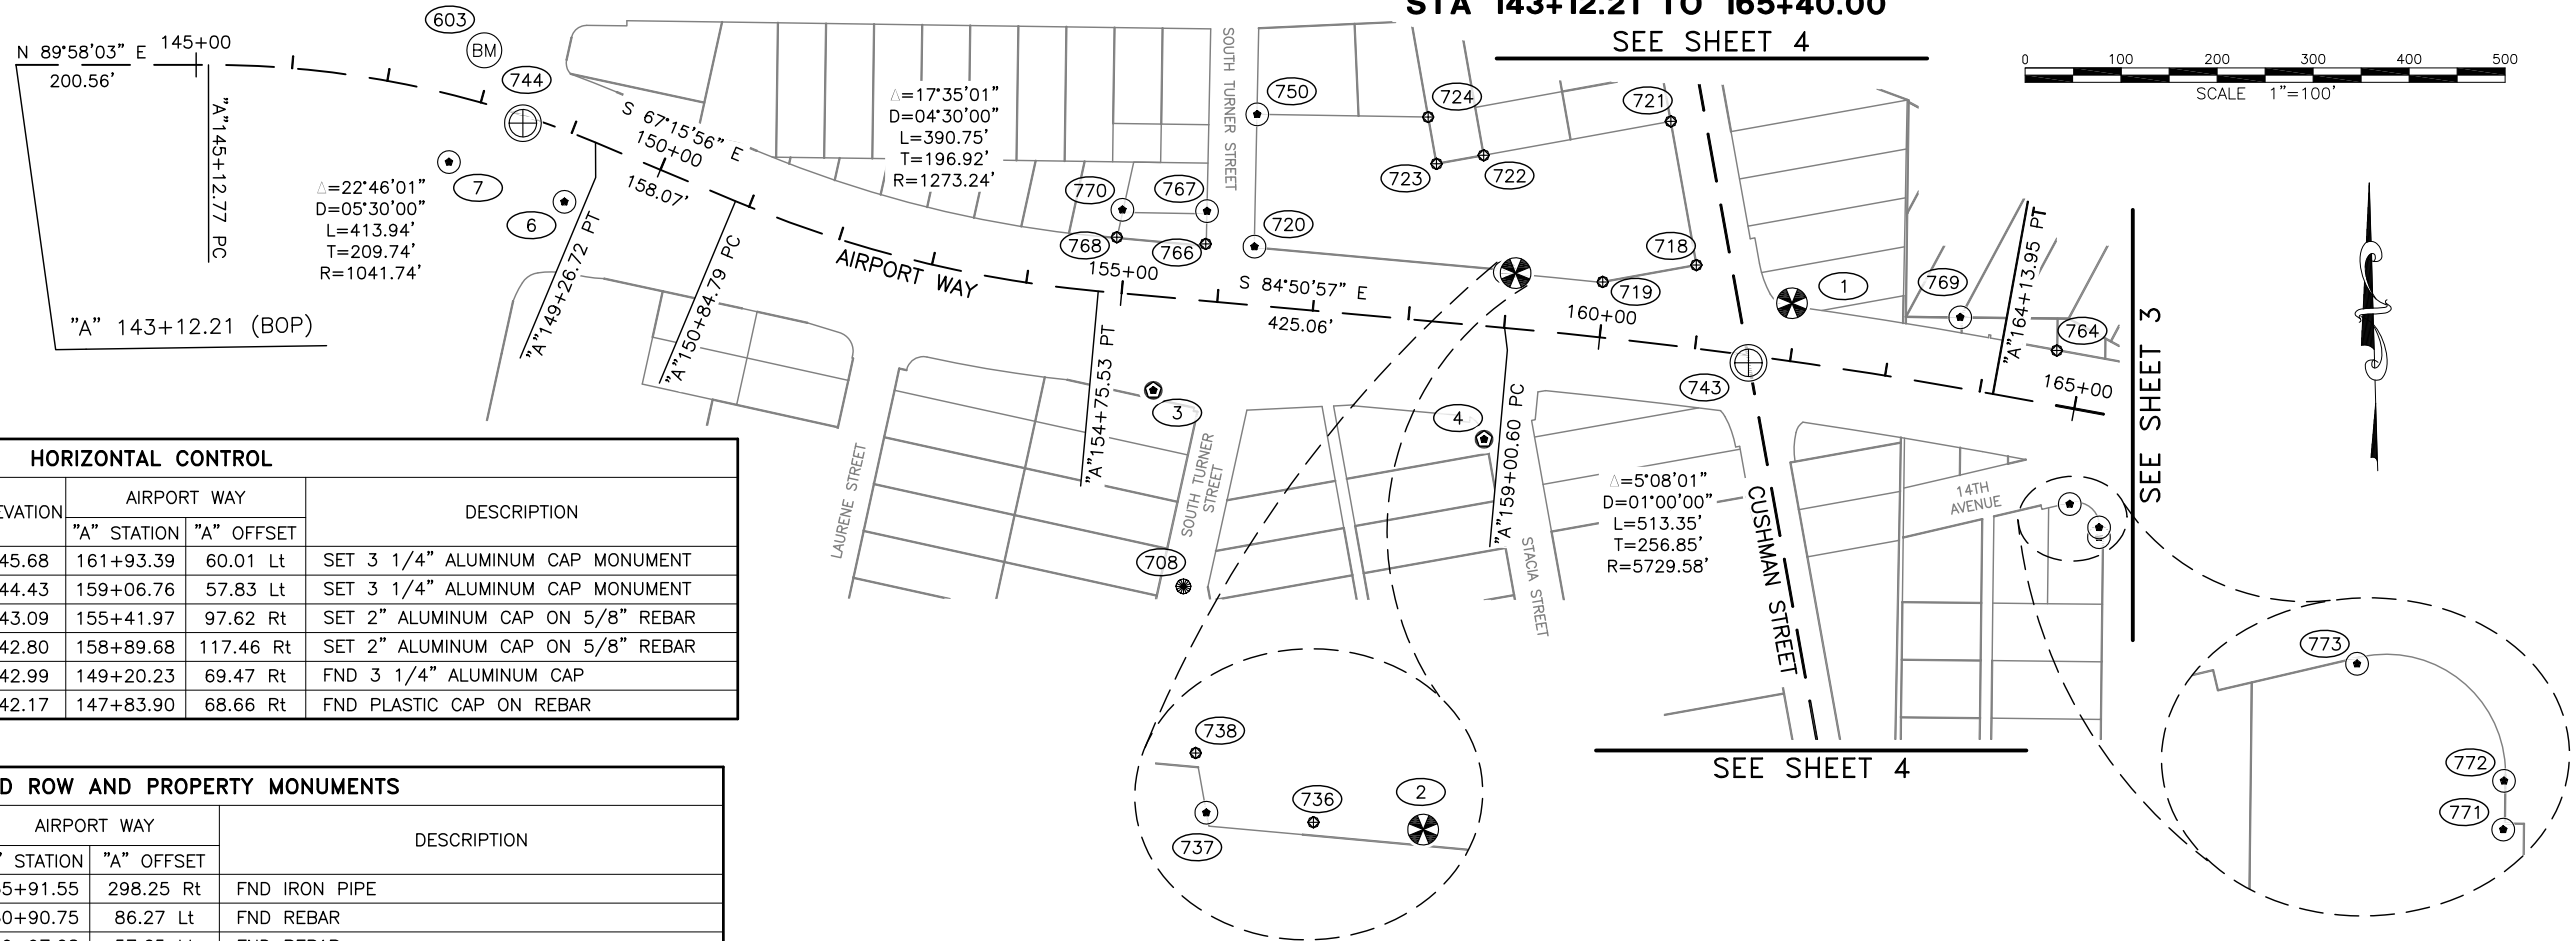 STA 143+12.21 TO 165+40.00
SEE SHEET 4
0 100 200 300 400 500
SCALE 1"=100'
603
BM
N 89°58'03" E
200.56'
145+00
744
"A"145+12.77 PC
7
6
Δ=22°46'01"
D=05°30'00"
L=413.94'
T=209.74'
R=1041.74'
"A" 143+12.21 (BOP)
"A"149+26.72 PT
S 67°15'56" E
150+00
158.07'
"A"150+84.79 PC
Δ=17°35'01"
D=04°30'00"
L=390.75'
T=196.92'
R=1273.24'
SOUTH TURNER STREET
770
767
768
766
AIRPORT WAY
155+00
"A"154+75.53 PT
750
720
724
723
722
721
718
719
S 84°50'57" E
425.06'
160+00
1
769
"A"164+13.95 PT
764
165+00
SEE SHEET 3
743
3
4
"A"159+00.60 PC
LAURENE STREET
SOUTH TURNER
STREET
708
STACIA STREET
Δ=5°08'01"
D=01°00'00"
L=513.35'
T=256.85'
R=5729.58'
CUSHMAN STREET
14TH
AVENUE
SEE SHEET 4
738
736
2
737
773
772
771
HORIZONTAL CONTROL
EVATION
AIRPORT WAY
"A" STATION "A" OFFSET
DESCRIPTION
45.68 161+93.39 60.01 Lt SET 3 1/4" ALUMINUM CAP MONUMENT
44.43 159+06.76 57.83 Lt SET 3 1/4" ALUMINUM CAP MONUMENT
43.09 155+41.97 97.62 Rt SET 2" ALUMINUM CAP ON 5/8" REBAR
42.80 158+89.68 117.46 Rt SET 2" ALUMINUM CAP ON 5/8" REBAR
42.99 149+20.23 69.47 Rt FND 3 1/4" ALUMINUM CAP
42.17 147+83.90 68.66 Rt FND PLASTIC CAP ON REBAR
D ROW AND PROPERTY MONUMENTS
AIRPORT WAY
" STATION "A" OFFSET
DESCRIPTION
5+91.55 298.25 Rt FND IRON PIPE
0+90.75 86.27 Lt FND REBAR